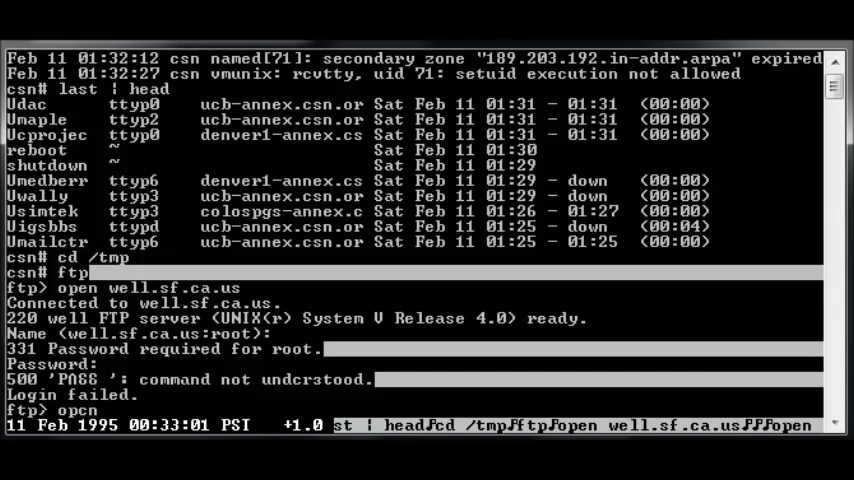 Feb 11 01:32:12 csn named[71]: secondary zone "189.203.192.in-addr.arpa" expired
Feb 11 01:32:27 csn vmunix: rcvtty, uid 71: setuid execution not allowed
csn# last | head
Udac ttyp0 ucb-annex.csn.or Sat Feb 11 01:31 - 01:31 (00:00)
Umaple ttyp2 ucb-annex.csn.or Sat Feb 11 01:31 - 01:31 (00:00)
Ucprojec ttyp0 denver1-annex.cs Sat Feb 11 01:31 - 01:31 (00:00)
reboot ~ Sat Feb 11 01:30
shutdown ~ Sat Feb 11 01:29
Umedberr ttyp6 denver1-annex.cs Sat Feb 11 01:29 - down (00:00)
Uwally ttyp3 ucb-annex.csn.or Sat Feb 11 01:29 - down (00:00)
Usimtek ttyp3 colospgs-annex.c Sat Feb 11 01:26 - 01:27 (00:00)
Uigsbbs ttypd ucb-annex.csn.or Sat Feb 11 01:25 - down (00:04)
Umailctr ttyp6 ucb-annex.csn.or Sat Feb 11 01:25 - 01:25 (00:00)
csn# cd /tmp
csn# ftp
ftp> open well.sf.ca.us
Connected to well.sf.ca.us.
220 well FTP server (UNIX(r) System V Release 4.0) ready.
Name (well.sf.ca.us:root):
331 Password required for root.
Password:
500 'PASS ': command not understood.
Login failed.
ftp> open
11 Feb 1995 00:33:01 PST +1.0 st | head♪cd /tmp♪ftp♪open well.sf.ca.us♪♪♪open